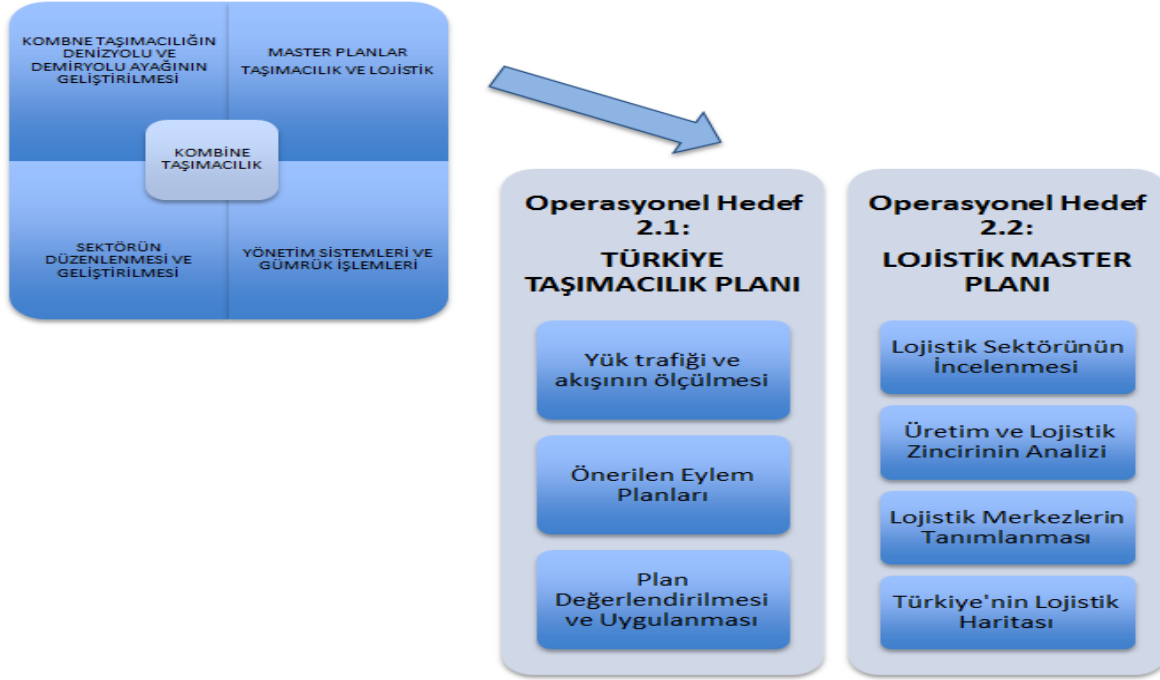 KOMBNE TAŞIMACILIĞIN
DENİZYOLU VE
DEMİRYOLU AYAĞININ
GELİŞTİRİLMESİ
MASTER PLANLAR
TAŞIMACILIK VE LOJİSTİK
KOMBİNE
TAŞIMACILIK
SEKTÖRÜN
DÜZENLENMESİ VE
GELİŞTİRİLMESİ
YÖNETİM SİSTEMLERİ VE
GÜMRÜK İŞLEMLERİ
Operasyonel Hedef
2.1:
TÜRKİYE
TAŞIMACILIK PLANI
Yük trafiği ve
akışının ölçülmesi
Önerilen Eylem
Planları
Plan
Değerlendirilmesi
ve Uygulanması
Operasyonel Hedef
2.2:
LOJİSTİK MASTER
PLANI
Lojistik Sektörünün
İncelenmesi
Üretim ve Lojistik
Zincirinin Analizi
Lojistik Merkezlerin
Tanımlanması
Türkiye'nin Lojistik
Haritası